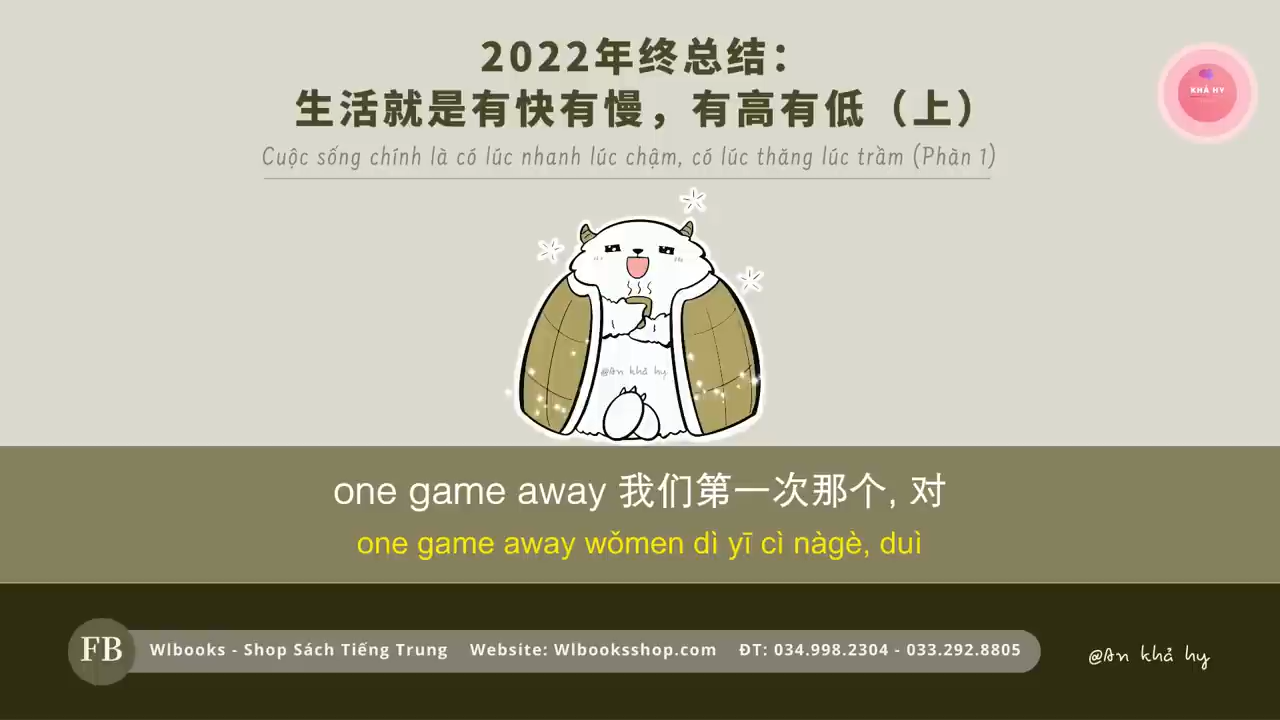 2022年终总结：
生活就是有快有慢，有高有低（上）
Cuộc sống chính là có lúc nhanh lúc chậm, có lúc thăng lúc trầm (Phần 1)
KHẢ HY
@An khả hy
one game away 我们第一次那个, 对
one game away wǒmen dì yī cì nàgè, duì
FB Wlbooks - Shop Sách Tiếng Trung Website: Wlbooksshop.com ĐT: 034.998.2304 - 033.292.8805
@An khả hy